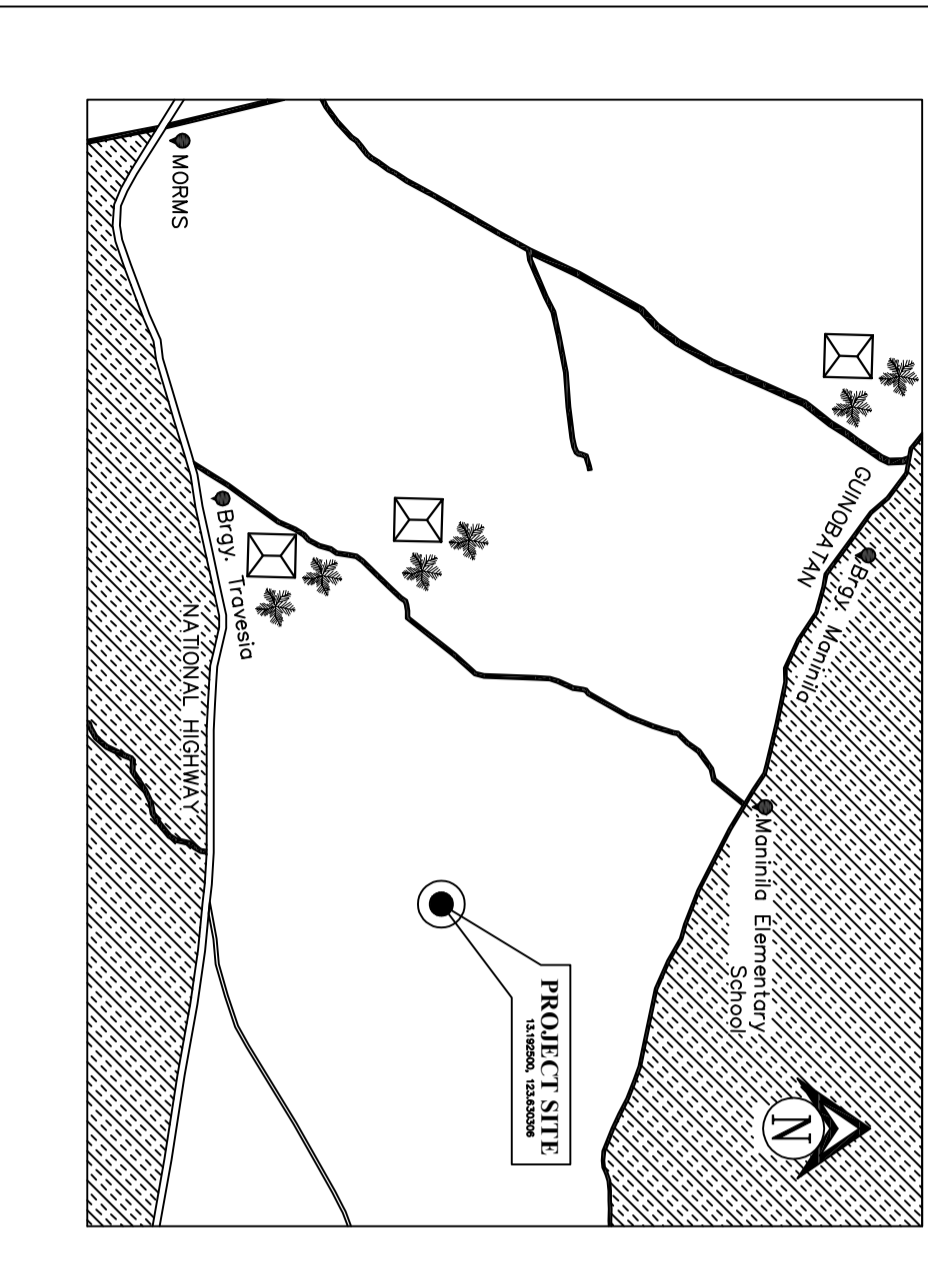 GUINOBATAN
Brgy. Maninila
Maninila Elementary
School
N
PROJECT SITE
13.192500, 123.630306
MORMS
Brgy. Travesia
NATIONAL HIGHWAY